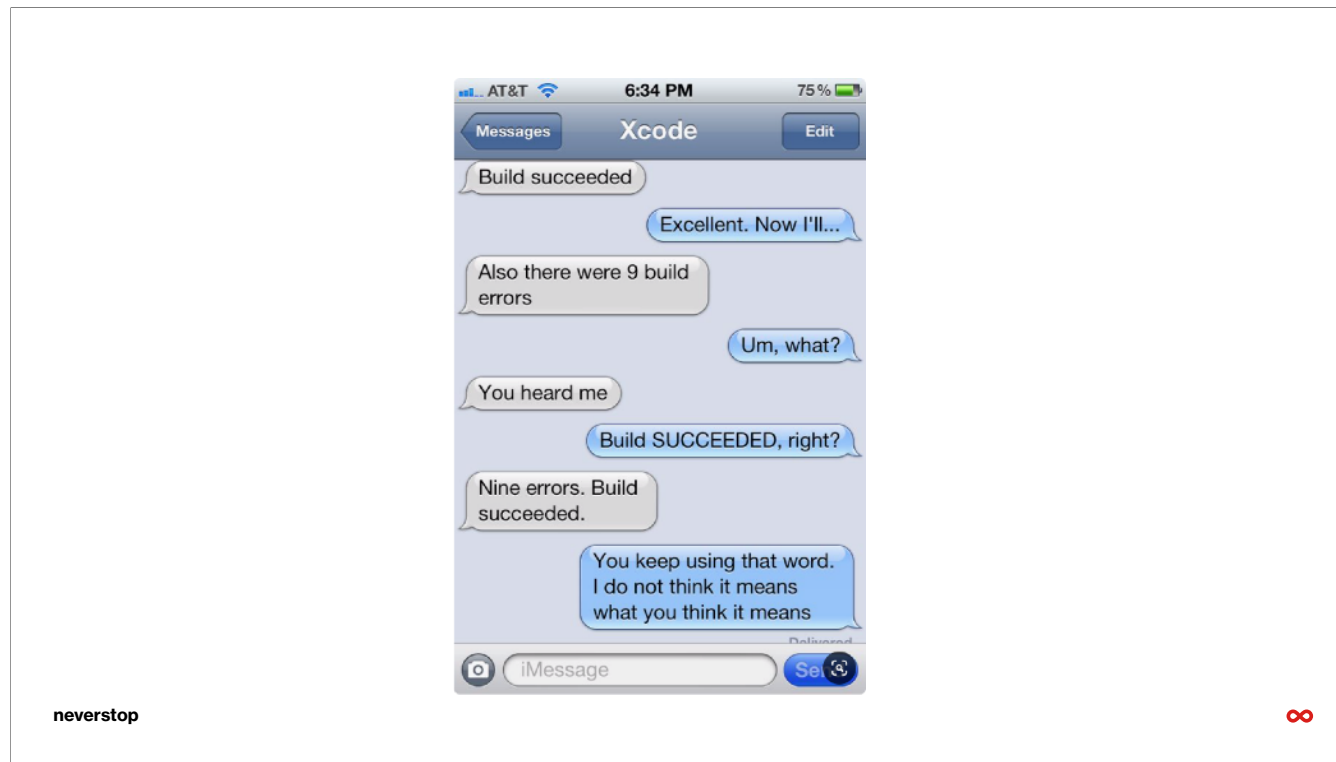 AT&T 6:34 PM 75%
Messages Xcode Edit
Build succeeded
Excellent. Now I'll...
Also there were 9 build
errors
Um, what?
You heard me
Build SUCCEEDED, right?
Nine errors. Build
succeeded.
You keep using that word.
I do not think it means
what you think it means
Delivered
iMessage
neverstop